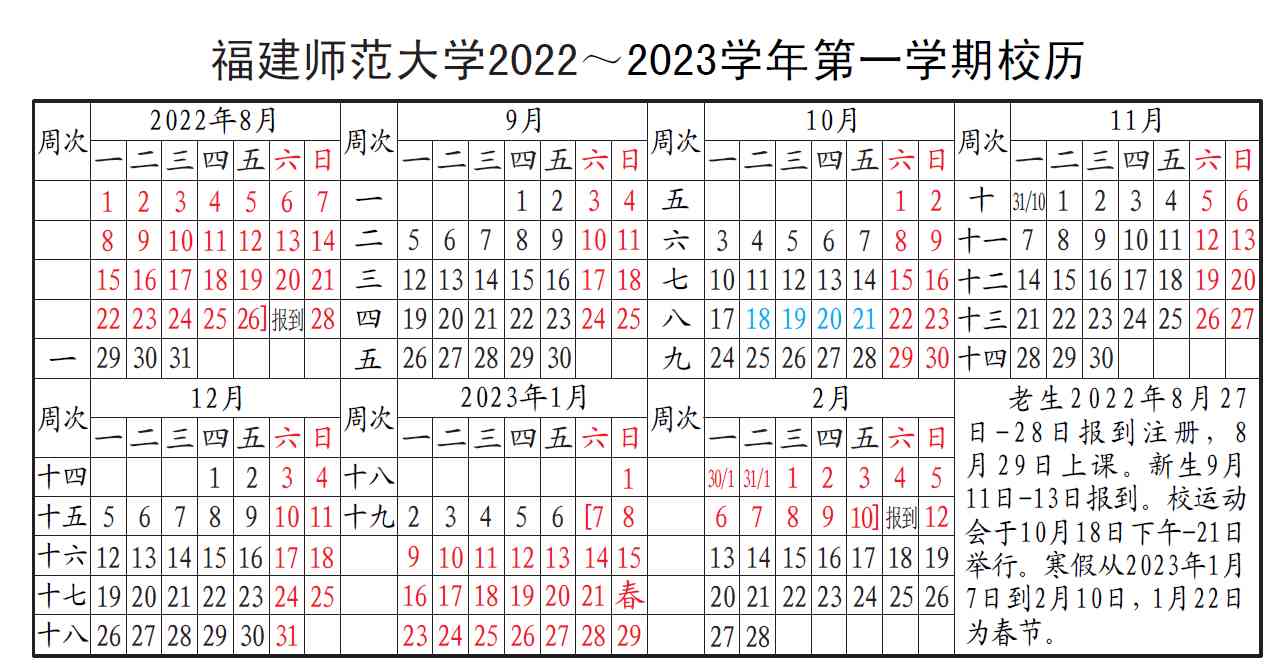 福建师范大学2022～2023学年第一学期校历
周次 2022年8月 周次 9月 周次 10月 周次 11月
一 二 三 四 五 六 日 一 二 三 四 五 六 日 一 二 三 四 五 六 日 一 二 三 四 五 六 日
1 2 3 4 5 6 7 一 1 2 3 4 五 1 2 十 31/10 1 2 3 4 5 6
8 9 10 11 12 13 14 二 5 6 7 8 9 10 11 六 3 4 5 6 7 8 9 十一 7 8 9 10 11 12 13
15 16 17 18 19 20 21 三 12 13 14 15 16 17 18 七 10 11 12 13 14 15 16 十二 14 15 16 17 18 19 20
22 23 24 25 26] 报到 28 四 19 20 21 22 23 24 25 八 17 18 19 20 21 22 23 十三 21 22 23 24 25 26 27
一 29 30 31 五 26 27 28 29 30 九 24 25 26 27 28 29 30 十四 28 29 30
周次 12月 周次 2023年1月 周次 2月
一 二 三 四 五 六 日 一 二 三 四 五 六 日 一 二 三 四 五 六 日
十四 1 2 3 4 十八 1 30/1 31/1 1 2 3 4 5
十五 5 6 7 8 9 10 11 十九 2 3 4 5 6 [7 8 6 7 8 9 10] 报到 12
十六 12 13 14 15 16 17 18 9 10 11 12 13 14 15 13 14 15 16 17 18 19
十七 19 20 21 22 23 24 25 16 17 18 19 20 21 春 20 21 22 23 24 25 26
十八 26 27 28 29 30 31 23 24 25 26 27 28 29 27 28
老生2022年8月27
日-28日报到注册，8
月29日上课。新生9月
11日-13日报到。校运动
会于10月18日下午-21日
举行。寒假从2023年1月
7日到2月10日，1月22日
为春节。